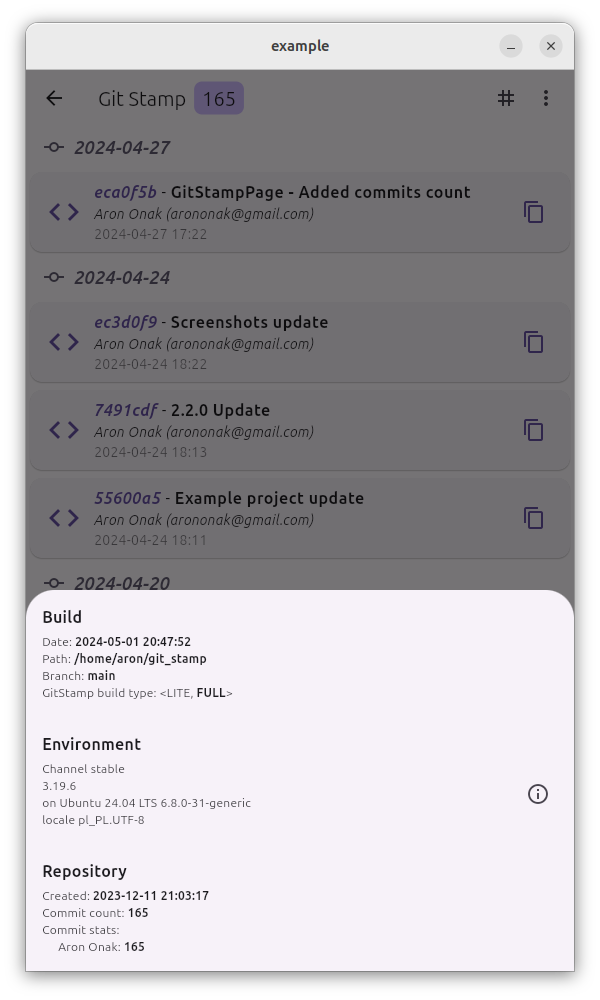 example
Git Stamp 165
2024-04-27
eca0f5b - GitStampPage - Added commits count
Aron Onak (arononak@gmail.com)
2024-04-27 17:22
2024-04-24
ec3d0f9 - Screenshots update
Aron Onak (arononak@gmail.com)
2024-04-24 18:22
7491cdf - 2.2.0 Update
Aron Onak (arononak@gmail.com)
2024-04-24 18:13
55600a5 - Example project update
Aron Onak (arononak@gmail.com)
2024-04-24 18:11
2024-04-20
Build
Date: 2024-05-01 20:47:52
Path: /home/aron/git_stamp
Branch: main
GitStamp build type: <LITE, FULL>
Environment
Channel stable
3.19.6
on Ubuntu 24.04 LTS 6.8.0-31-generic
locale pl_PL.UTF-8
Repository
Created: 2023-12-11 21:03:17
Commit count: 165
Commit stats:
Aron Onak: 165